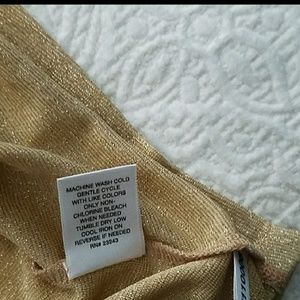 MACHINE WASH COLD
GENTLE CYCLE
WITH LIKE COLORS
ONLY NON-
CHLORINE BLEACH
WHEN NEEDED
TUMBLE DRY LOW
COOL IRON ON
REVERSE IF NEEDED
RN# 23243